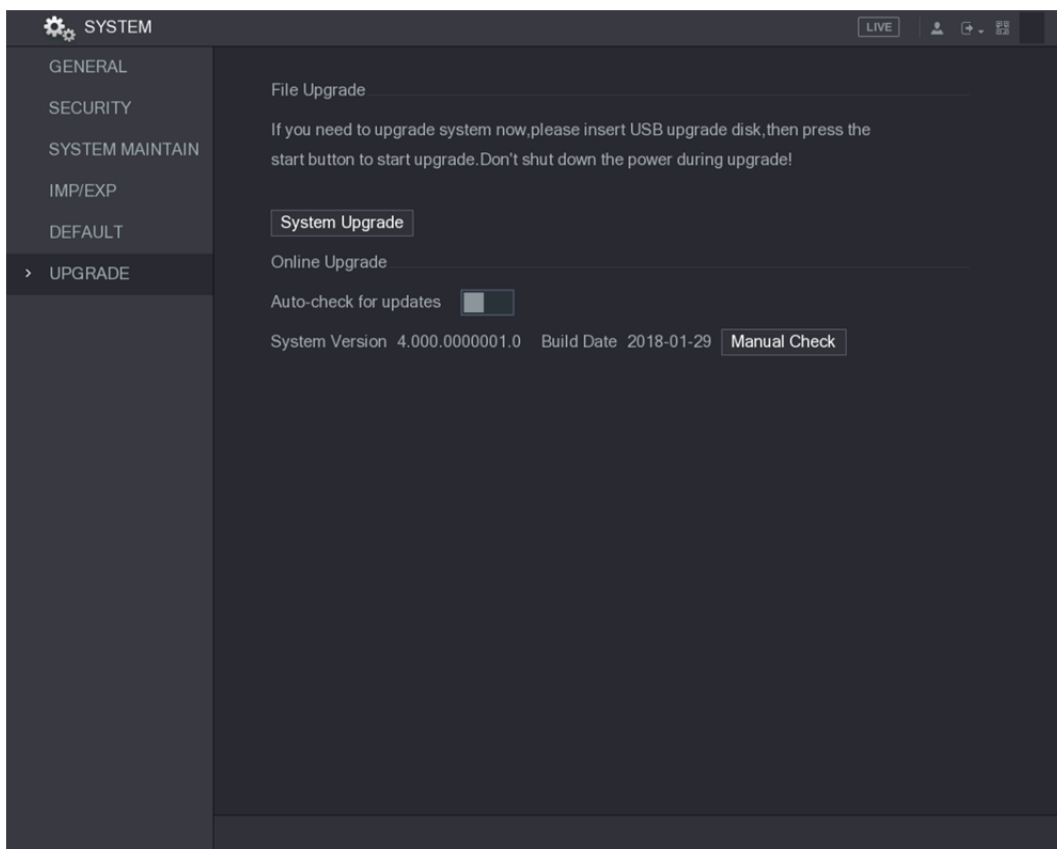 SYSTEM
LIVE
GENERAL
SECURITY
SYSTEM MAINTAIN
IMP/EXP
DEFAULT
UPGRADE
File Upgrade
If you need to upgrade system now,please insert USB upgrade disk,then press the
start button to start upgrade.Don't shut down the power during upgrade!
System Upgrade
Online Upgrade
Auto-check for updates
System Version 4.000.0000001.0 Build Date 2018-01-29 Manual Check